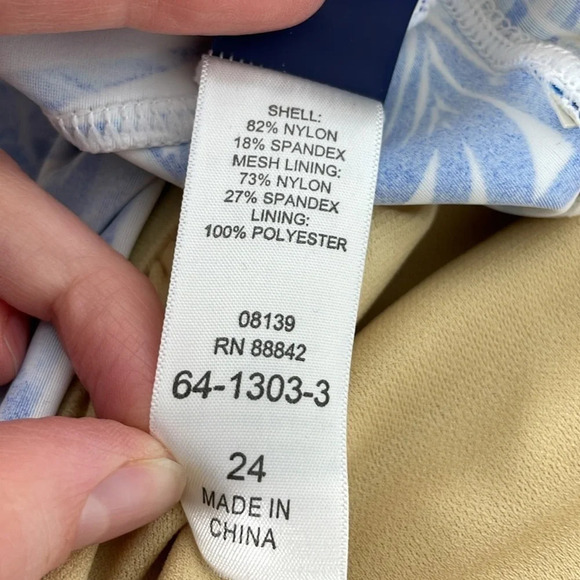 SHELL:
82% NYLON
18% SPANDEX
MESH LINING:
73% NYLON
27% SPANDEX
LINING:
100% POLYESTER
08139
RN 88842
64-1303-3
24
MADE IN
CHINA